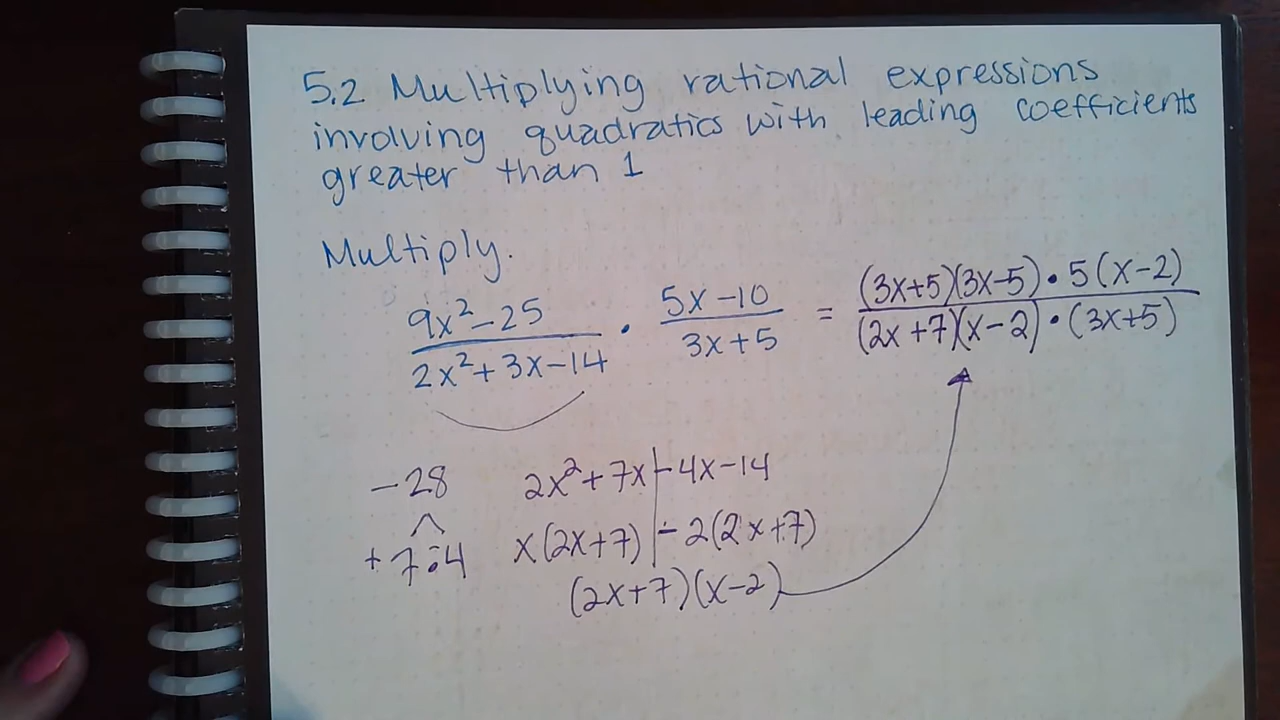 5.2 Multiplying rational expressions
involving quadratics with leading coefficients
greater than 1
Multiply.
(9x²-25)/(2x²+3x-14) · (5x-10)/(3x+5) = ((3x+5)(3x-5)·5(x-2))/((2x+7)(x-2)·(3x+5))
-28 2x²+7x|-4x-14
+7·-4 x(2x+7)|-2(2x+7)
(2x+7)(x-2)